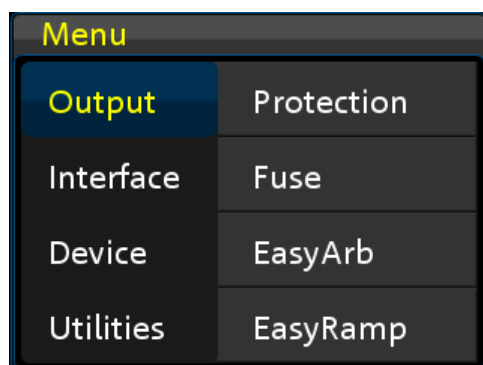 Menu
Output Protection
Interface Fuse
Device EasyArb
Utilities EasyRamp